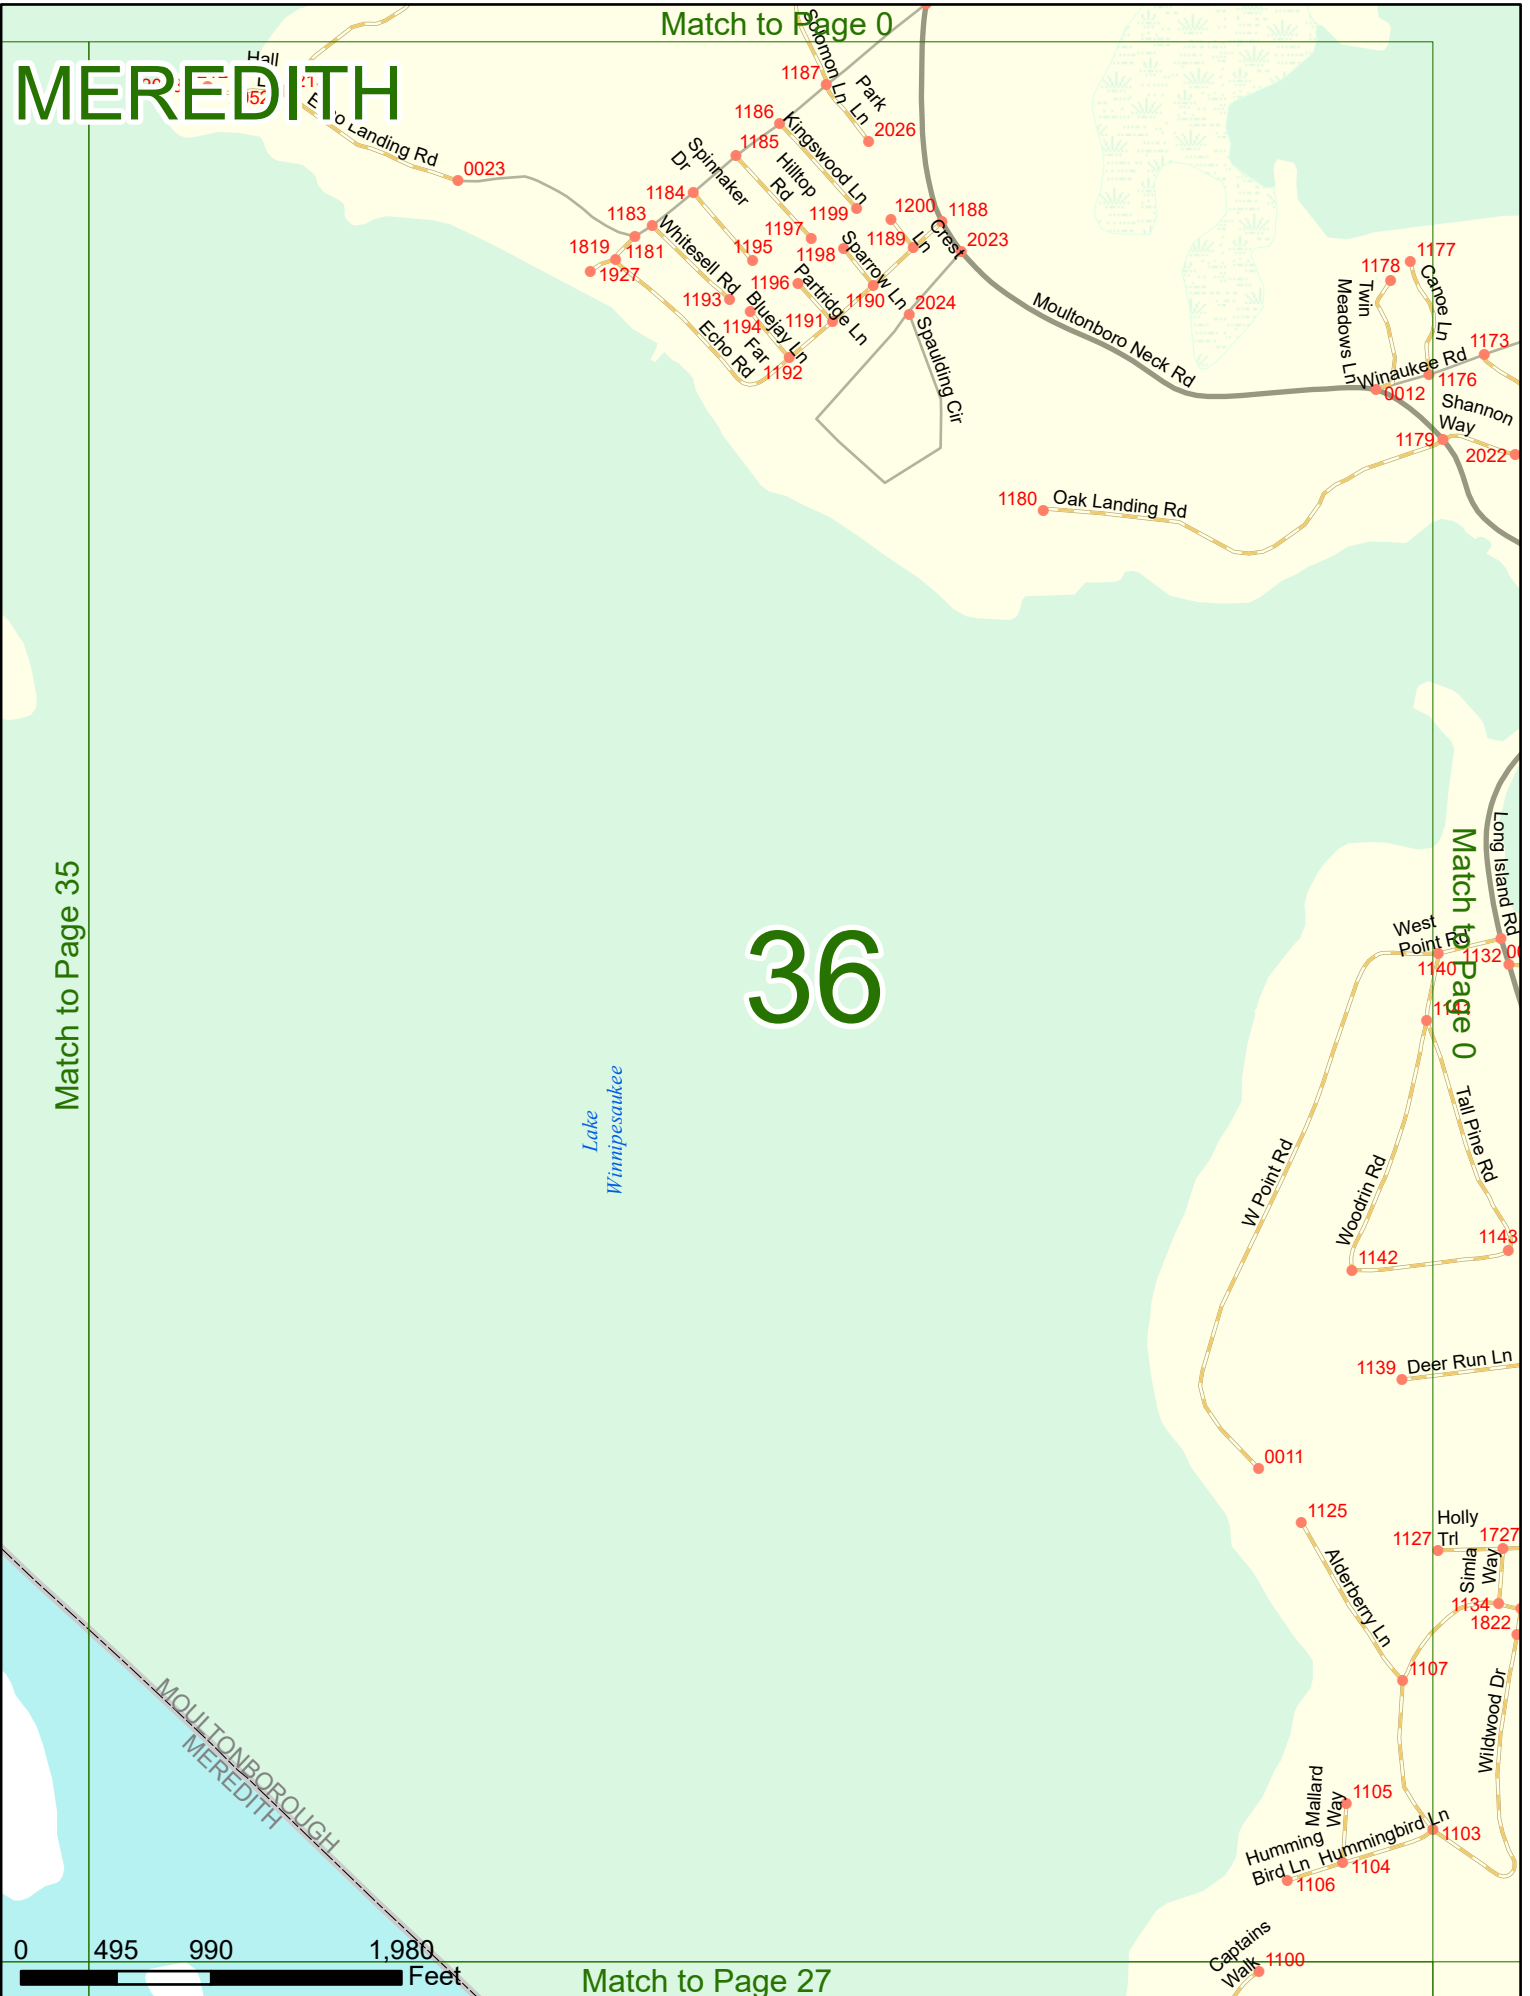 Match to Page 0
MEREDITH
Hall
Landing Rd
0023
Solomon Ln
1187
Park
Ln
2026
1186
Kingswood Ln
1185
Hilltop
Rd
Spinnaker
Dr
1184
1199
1200
1188
1183
Whitesell Rd
1197
1198
1189
Crest
Ln
2023
1819
1181
1927
1195
Sparrow Ln
1196
Partridge Ln
1190
2024
1193
1194
Bluejay Ln
1191
Echo Rd
Far
1192
Spaulding Cir
Moultonboro Neck Rd
1177
1178
Canoe Ln
Twin
Meadows Ln
1173
Winaukee Rd
1176
0012
Shannon
Way
1179
2022
1180
Oak Landing Rd
Long Island Rd
Match to Page 0
Match to Page 35
36
West
Point Rd
1140
1132
Lake
Winnipesaukee
W Point Rd
Woodrin Rd
Tall Pine Rd
1142
1143
1139
Deer Run Ln
0011
1125
Alderberry Ln
Holly
Trl
1127
1727
Simla
Way
1134
1822
1107
Wildwood Dr
MOULTONBOROUGH
MEREDITH
Mallard
Way
1105
Hummingbird Ln
1103
Humming
Bird Ln
1104
1106
Captains
Walk
1100
0 495 990 1,980
Feet
Match to Page 27